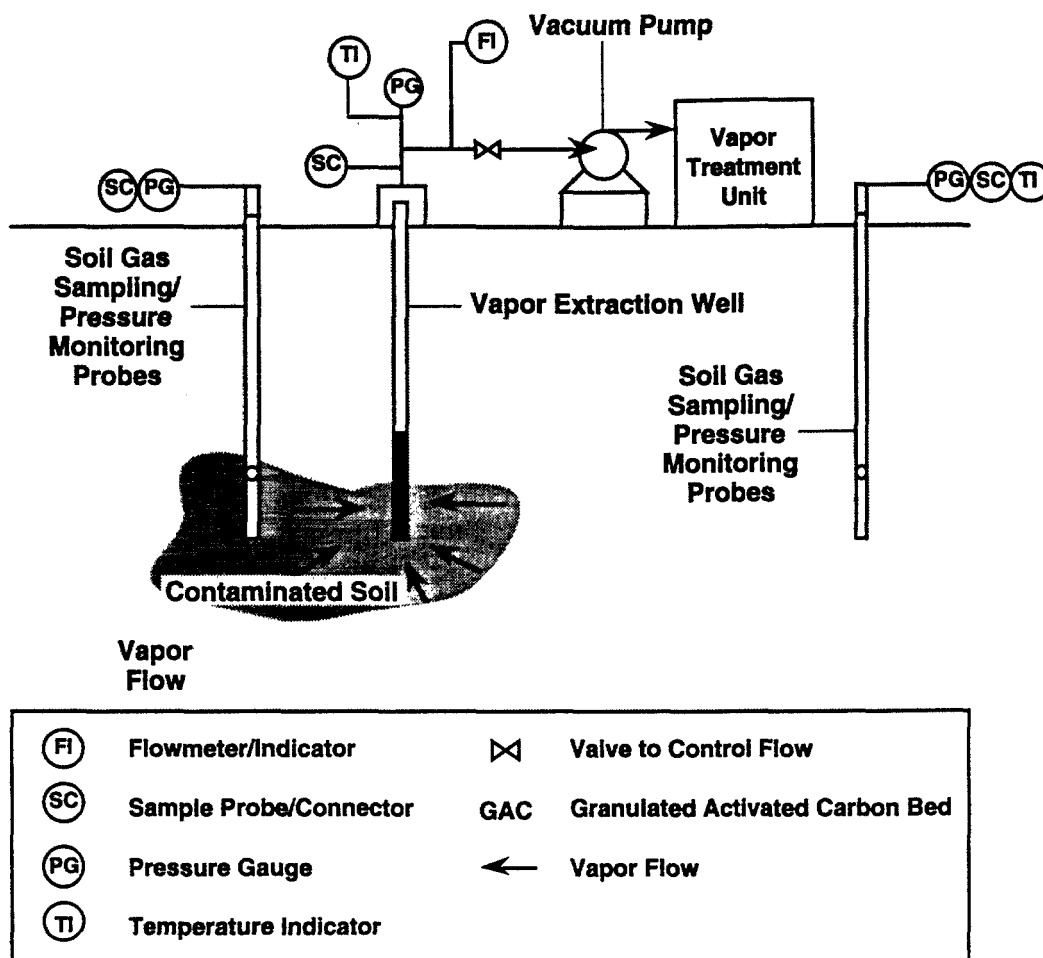 Vacuum Pump
FI
TI
PG
SC
Vapor
Treatment
Unit
SC PG
PG SC TI
Soil Gas
Sampling/
Pressure
Monitoring
Probes
Vapor Extraction Well
Soil Gas
Sampling/
Pressure
Monitoring
Probes
Contaminated Soil
Vapor
Flow
FI Flowmeter/Indicator
SC Sample Probe/Connector
PG Pressure Gauge
TI Temperature Indicator
Valve to Control Flow
GAC Granulated Activated Carbon Bed
Vapor Flow